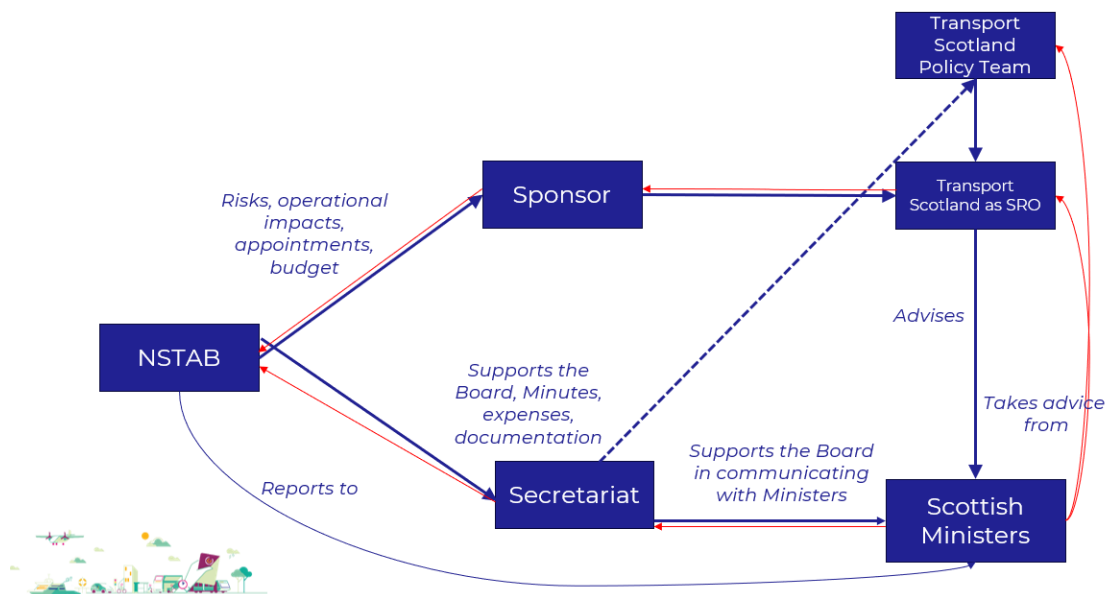 Transport
Scotland
Policy Team
Risks, operational
impacts,
appointments,
budget
Sponsor
Transport
Scotland as SRO
NSTAB
Advises
Supports the
Board, Minutes,
expenses,
documentation
Takes advice
from
Reports to
Secretariat
Supports the Board
in communicating
with Ministers
Scottish
Ministers